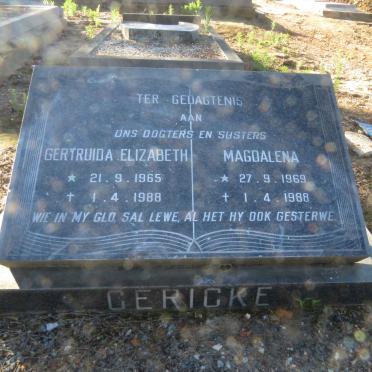 TER GEDAGTENIS
AAN
ONS DOGTERS EN SUSTERS
GERTRUIDA ELIZABETH
* 21.9.1965
† 1.4.1988
MAGDALENA
* 27.9.1969
† 1.4.1988
WIE IN MY GLO, SAL LEWE, AL HET HY OOK GESTERWE
GERICKE